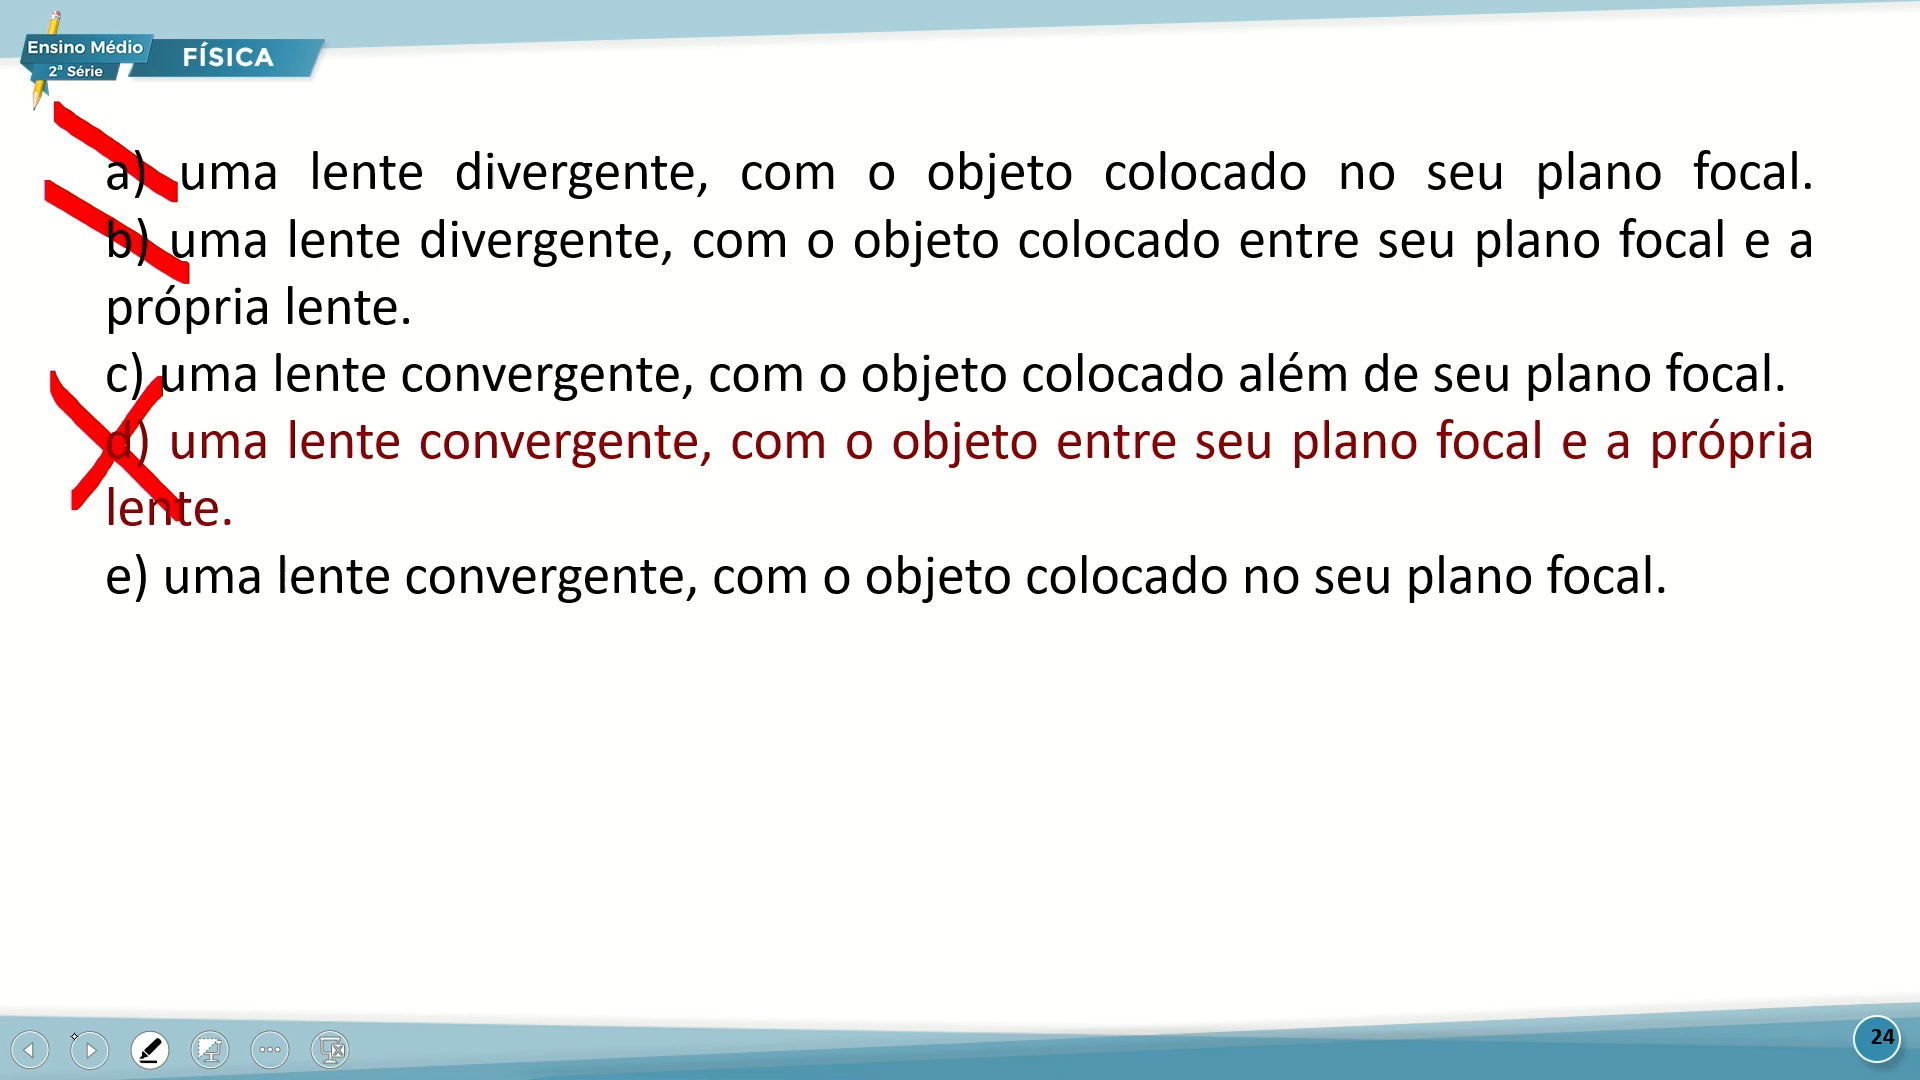 Ensino Médio
2ª Série
FÍSICA
a) uma lente divergente, com o objeto colocado no seu plano focal.
b) uma lente divergente, com o objeto colocado entre seu plano focal e a
própria lente.
c) uma lente convergente, com o objeto colocado além de seu plano focal.
d) uma lente convergente, com o objeto entre seu plano focal e a própria
lente.
e) uma lente convergente, com o objeto colocado no seu plano focal.
24